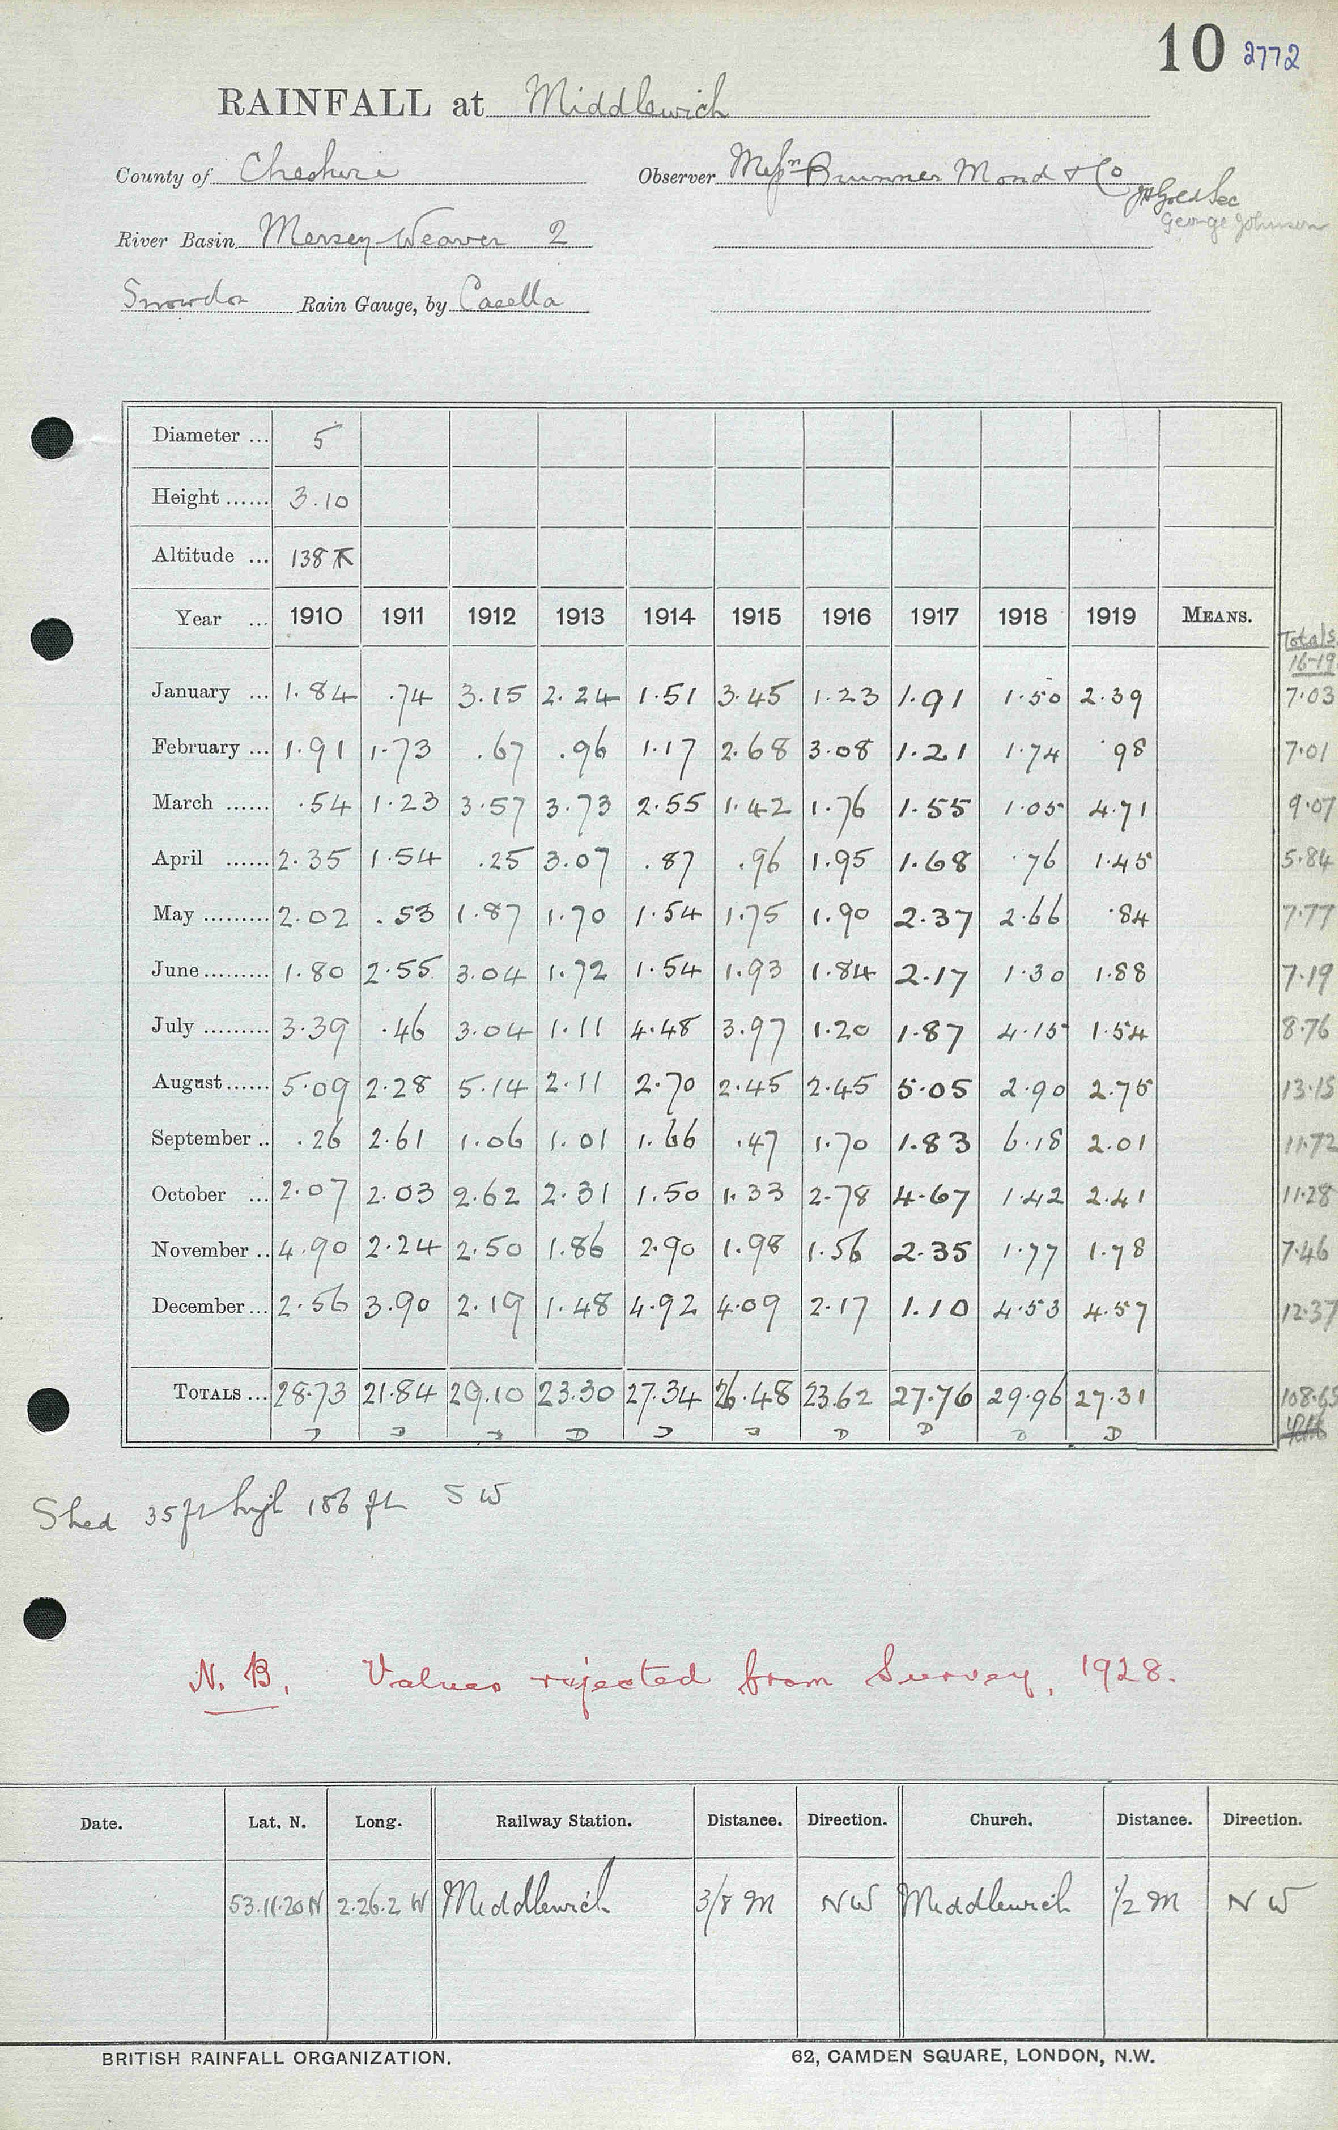 10 2772
RAINFALL at Middlewich
County of Cheshire Observer Messrs Brunner Mond & Co
Gold Sec
George Johnson
River Basin Mersey-Weaver 2
Snowdon Rain Gauge, by Casella
Diameter ... 5
Height ...... 3.10
Altitude ... 138
Year ... 1910 1911 1912 1913 1914 1915 1916 1917 1918 1919 MEANS. Totals
16-19
January ... 1.84 .74 3.15 2.24 1.51 3.45 1.23 1.91 1.50 2.39 7.03
February ... 1.91 1.73 .67 .96 1.17 2.68 3.08 1.21 1.74 .98 7.01
March ...... .54 1.23 3.57 3.73 2.55 1.42 1.76 1.55 1.05 4.71 9.07
April ...... 2.35 1.54 .25 3.07 .87 .96 1.95 1.68 .76 1.45 5.84
May ......... 2.02 .53 1.87 1.70 1.54 1.75 1.90 2.37 2.66 .84 7.77
June ......... 1.80 2.55 3.04 1.72 1.54 1.93 1.84 2.17 1.30 1.88 7.19
July ......... 3.39 .46 3.04 1.11 4.48 3.97 1.20 1.87 4.15 1.54 8.76
August ...... 5.09 2.28 5.14 2.11 2.70 2.45 2.45 5.05 2.90 2.75 13.15
September .. .26 2.61 1.06 1.01 1.66 .47 1.70 1.83 6.18 2.01 11.72
October ... 2.07 2.03 2.62 2.31 1.50 1.33 2.78 4.67 1.42 2.41 11.28
November .. 4.90 2.24 2.50 1.86 2.90 1.98 1.56 2.35 1.77 1.78 7.46
December ... 2.56 3.90 2.19 1.48 4.92 4.09 2.17 1.10 4.53 4.57 12.37
TOTALS ... 28.73 21.84 29.10 23.30 27.34 26.48 23.62 27.76 29.96 27.31 108.65
D D D D D D D D D D
Shed 35 ft high 186 ft SW
N.B. Values rejected from Survey, 1928.
Date. Lat. N. Long. Railway Station. Distance. Direction. Church. Distance. Direction.
53.11.20 N 2.26.2 W Middlewich 3/8 M NW Middlewich 1/2 M NW
BRITISH RAINFALL ORGANIZATION. 62, CAMDEN SQUARE, LONDON, N.W.